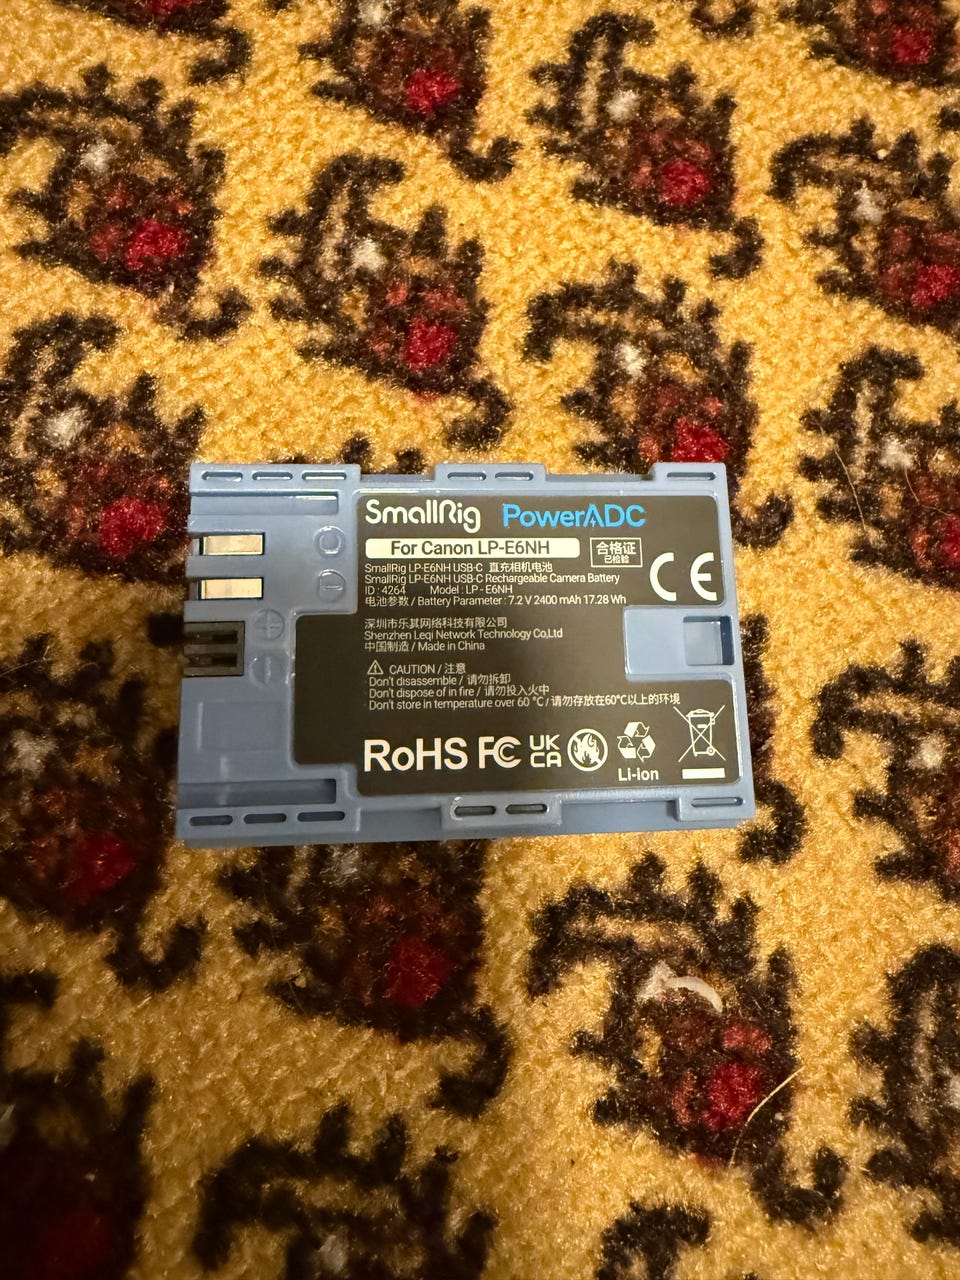 SmallRig PowerADC
For Canon LP-E6NH
合格证
已检验
SmallRig LP-E6NH USB-C 直充相机电池
SmallRig LP-E6NH USB-C Rechargeable Camera Battery
ID : 4264 Model : LP - E6NH
电池参数 / Battery Parameter : 7.2 V 2400 mAh 17.28 Wh
CE
深圳市乐其网络科技有限公司
Shenzhen Leqi Network Technology Co,Ltd
中国制造 / Made in China
CAUTION / 注意
Don't disassemble / 请勿拆卸
Don't dispose of in fire / 请勿投入火中
Don't store in temperature over 60 °C / 请勿存放在60°C以上的环境
RoHS FC UK
CA
Li-ion